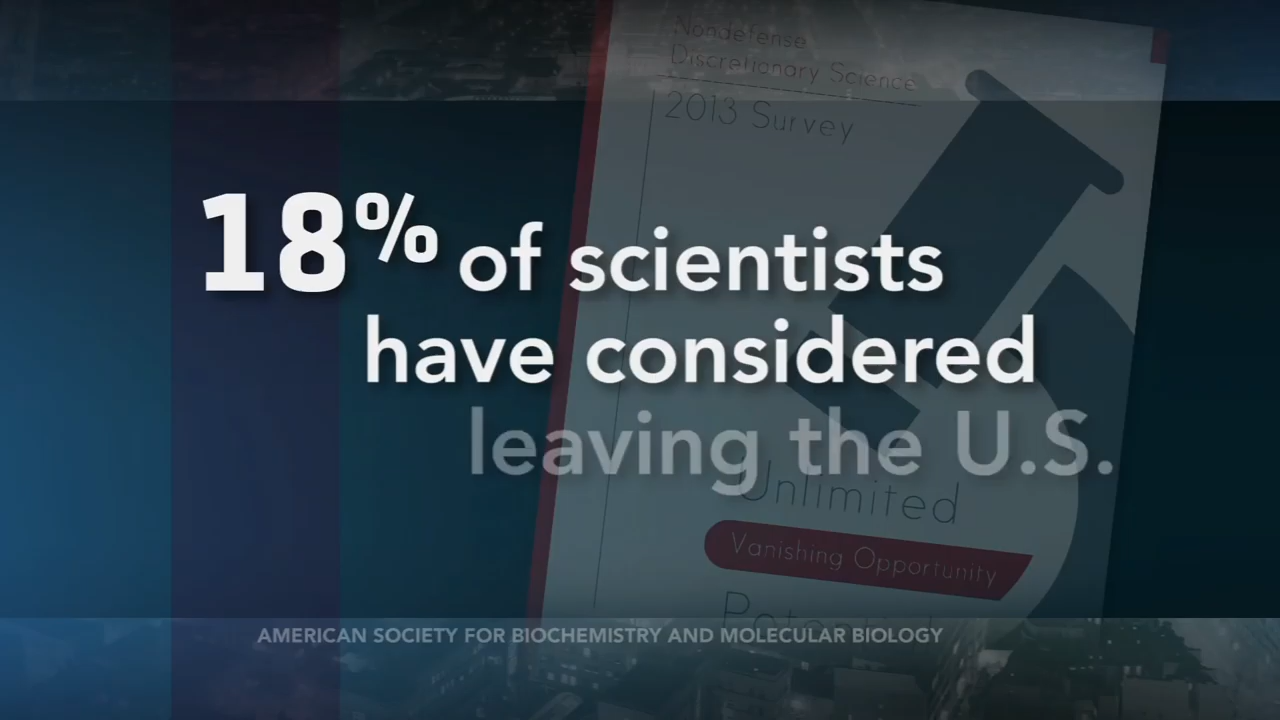 Nondefense
Discretionary Science
2013 Survey
18% of scientists
have considered
leaving the U.S.
Unlimited
Vanishing Opportunity
AMERICAN SOCIETY FOR BIOCHEMISTRY AND MOLECULAR BIOLOGY